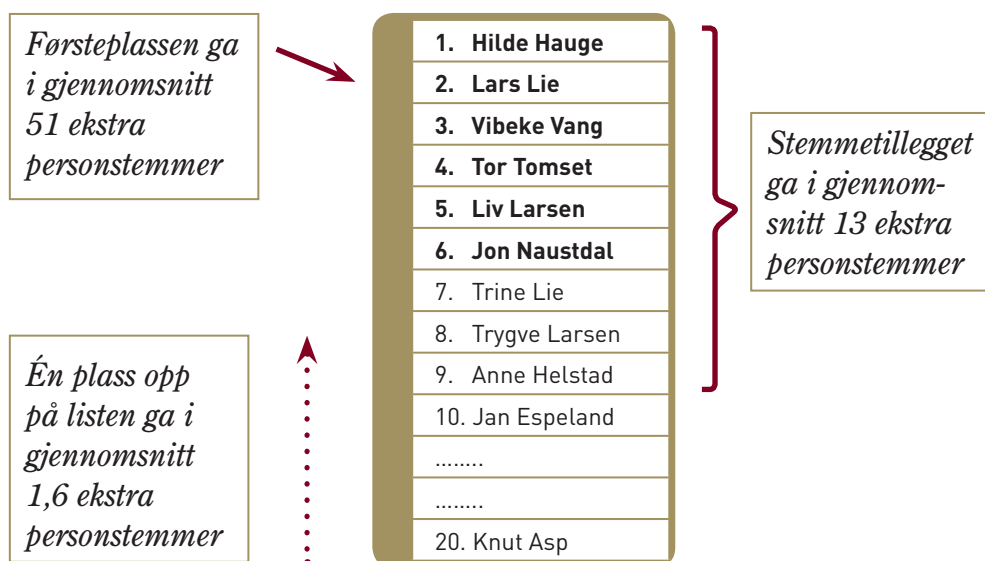 Førsteplassen ga
i gjennomsnitt
51 ekstra
personstemmer
1. Hilde Hauge
2. Lars Lie
3. Vibeke Vang
4. Tor Tomset
5. Liv Larsen
6. Jon Naustdal
7. Trine Lie
8. Trygve Larsen
9. Anne Helstad
10. Jan Espeland
........
........
20. Knut Asp
Stemmetillegget
ga i gjennom-
snitt 13 ekstra
personstemmer
Én plass opp
på listen ga i
gjennomsnitt
1,6 ekstra
personstemmer